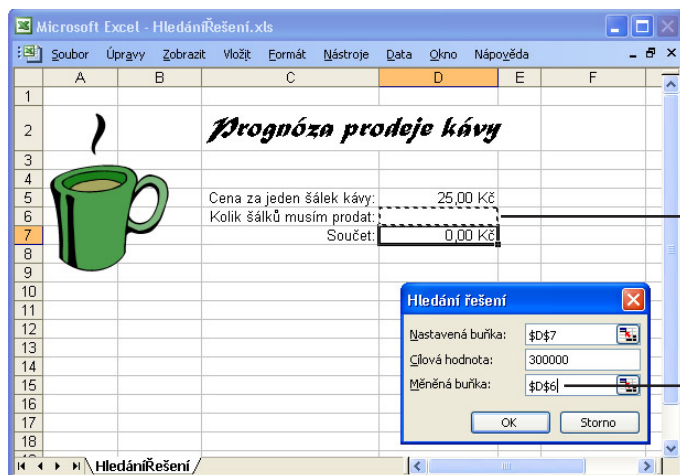 Microsoft Excel - HledáníŘešení.xls
Soubor Úpravy Zobrazit Vložit Formát Nástroje Data Okno Nápověda
A B C D E F
1
2 Prognóza prodeje kávy
3
4
5 Cena za jeden šálek kávy: 25,00 Kč
6 Kolik šálků musím prodat:
7 Součet: 0,00 Kč
8
9
10
11
12
13
14
15
16
17
18
Hledání řešení
Nastavená buňka: $D$7
Cílová hodnota: 300000
Měněná buňka: $D$6
OK Storno
HledáníŘešení